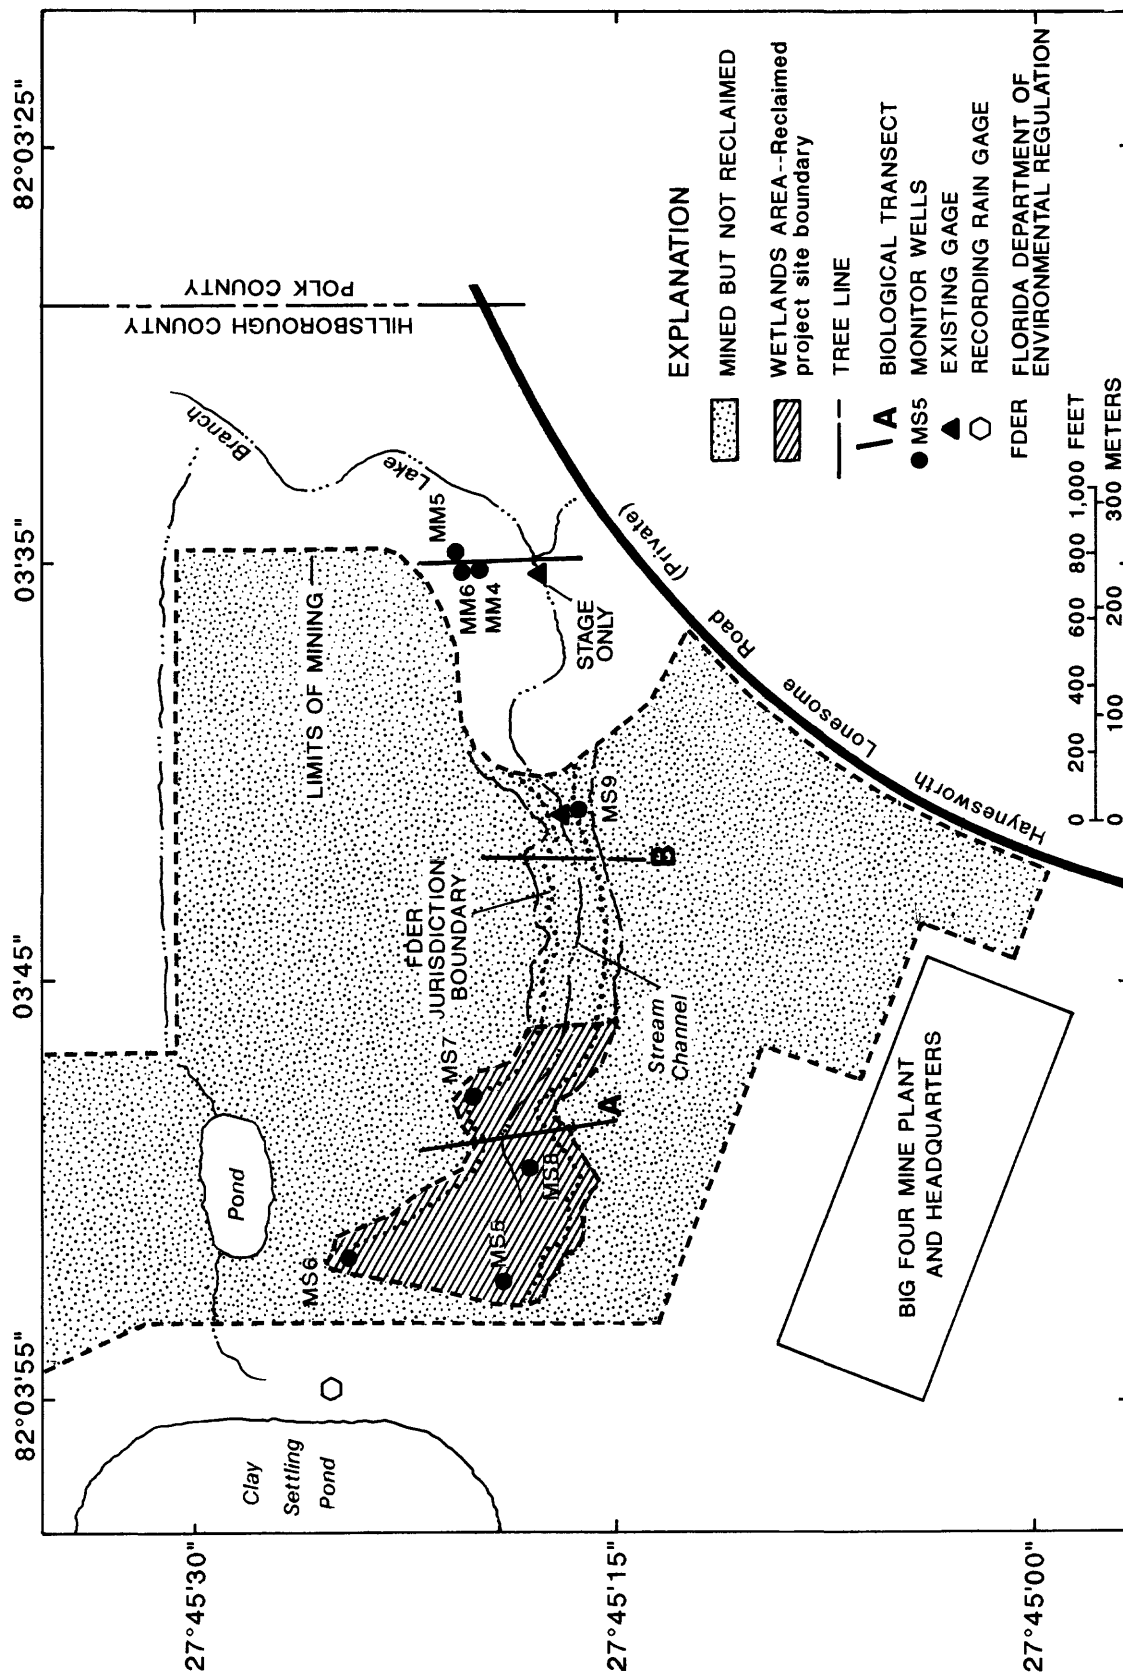 82°03'55"
03'45"
03'35"
82°03'25"
27°45'30"
27°45'15"
27°45'00"
Clay
Settling
Pond
Pond
LIMITS OF MINING
Branch
Lake
HILLSBOROUGH COUNTY
POLK COUNTY
MS6
MS5
MS8
MS7
A
FDER
JURISDICTION
BOUNDARY
Stream
Channel
B
MS9
MM5
MM6
MM4
STAGE
ONLY
Haynesworth
Lonesome
Road
(Private)
BIG FOUR MINE PLANT
AND HEADQUARTERS
EXPLANATION
MINED BUT NOT RECLAIMED
WETLANDS AREA--Reclaimed
project site boundary
TREE LINE
A BIOLOGICAL TRANSECT
MS5 MONITOR WELLS
EXISTING GAGE
RECORDING RAIN GAGE
FDER FLORIDA DEPARTMENT OF
ENVIRONMENTAL REGULATION
0 200 400 600 800 1,000 FEET
0 100 200 300 METERS